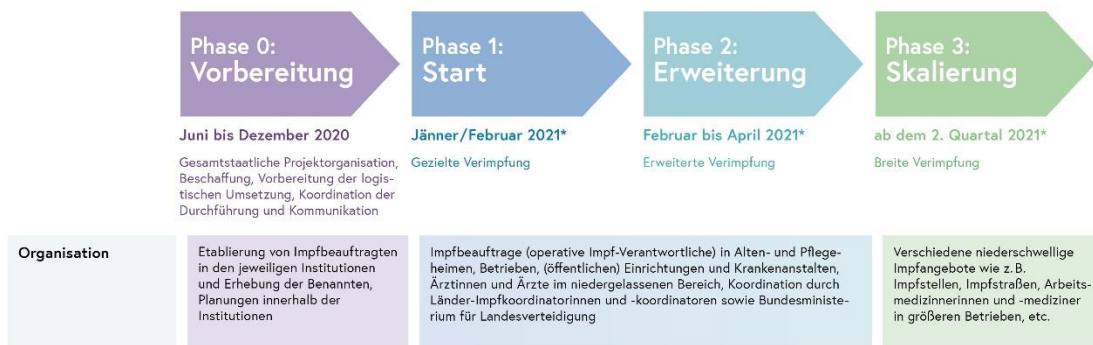 Phase 0:
Vorbereitung
Phase 1:
Start
Phase 2:
Erweiterung
Phase 3:
Skalierung
Juni bis Dezember 2020
Gesamtstaatliche Projektorganisation,
Beschaffung, Vorbereitung der logis-
tischen Umsetzung, Koordination der
Durchführung und Kommunikation
Jänner/Februar 2021*
Gezielte Verimpfung
Februar bis April 2021*
Erweiterte Verimpfung
ab dem 2. Quartal 2021*
Breite Verimpfung
Organisation
Etablierung von Impfbeauftragten
in den jeweiligen Institutionen
und Erhebung der Benannten,
Planungen innerhalb der
Institutionen
Impfbeauftrage (operative Impf-Verantwortliche) in Alten- und Pflege-
heimen, Betrieben, (öffentlichen) Einrichtungen und Krankenanstalten,
Ärztinnen und Ärzte im niedergelassenen Bereich, Koordination durch
Länder-Impfkoordinatorinnen und -koordinatoren sowie Bundesministe-
rium für Landesverteidigung
Verschiedene niederschwellige
Impfangebote wie z. B.
Impfstellen, Impfstraßen, Arbeits-
medizinnerinnen und -mediziner
in größeren Betrieben, etc.